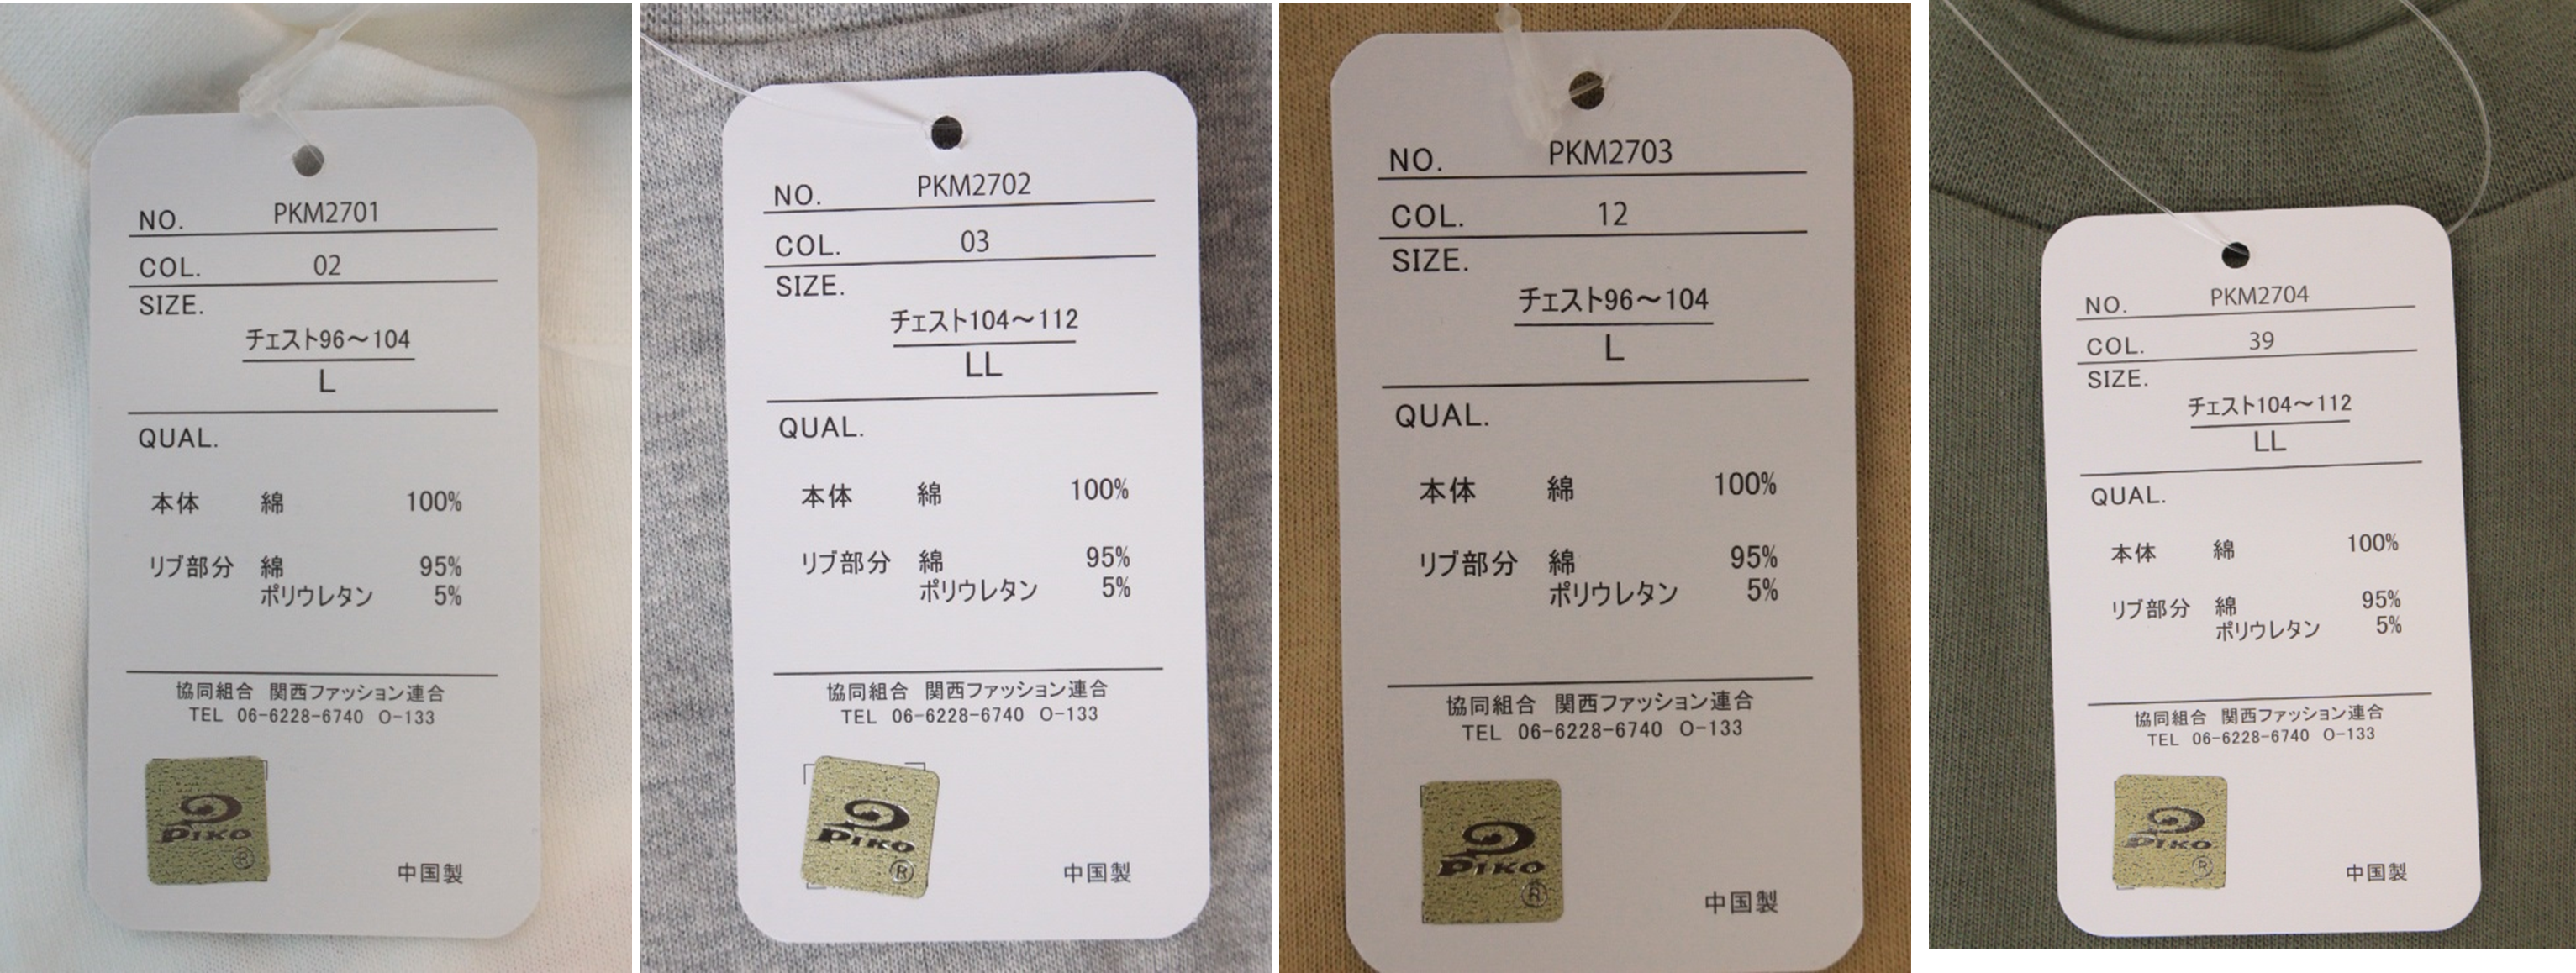 NO. PKM2701
COL. 02
SIZE.
チェスト96～104
L
QUAL.
本体 綿 100%
リブ部分 綿 95%
ポリウレタン 5%
協同組合 関西ファッション連合
TEL 06-6228-6740 O-133
PIKO
®
中国製
NO. PKM2702
COL. 03
SIZE.
チェスト104～112
LL
QUAL.
本体 綿 100%
リブ部分 綿 95%
ポリウレタン 5%
協同組合 関西ファッション連合
TEL 06-6228-6740 O-133
PIKO
®
中国製
NO. PKM2703
COL. 12
SIZE.
チェスト96～104
L
QUAL.
本体 綿 100%
リブ部分 綿 95%
ポリウレタン 5%
協同組合 関西ファッション連合
TEL 06-6228-6740 O-133
PIKO
®
中国製
NO. PKM2704
COL. 39
SIZE.
チェスト104～112
LL
QUAL.
本体 綿 100%
リブ部分 綿 95%
ポリウレタン 5%
協同組合 関西ファッション連合
TEL 06-6228-6740 O-133
PIKO
®
中国製